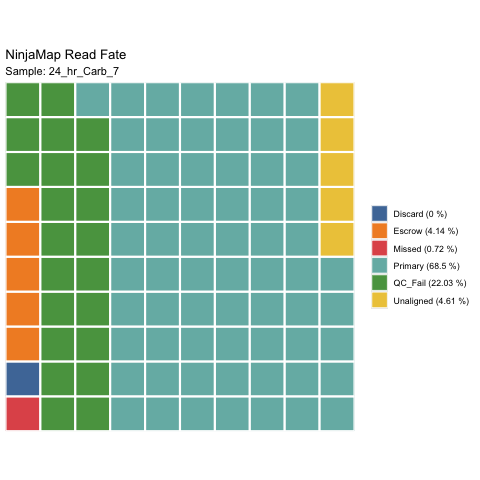 NinjaMap Read Fate
Sample: 24_hr_Carb_7
Discard (0 %)
Escrow (4.14 %)
Missed (0.72 %)
Primary (68.5 %)
QC_Fail (22.03 %)
Unaligned (4.61 %)